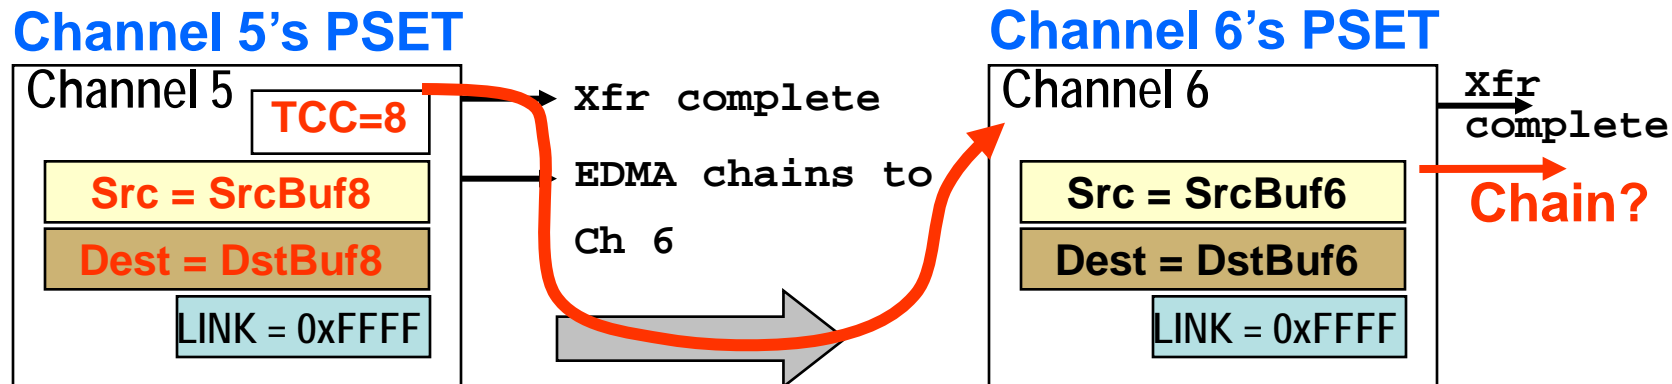 Channel 5's PSET
Channel 5
TCC=8
Src = SrcBuf8
Dest = DstBuf8
LINK = 0xFFFF
Xfr complete
EDMA chains to
Ch 6
Channel 6's PSET
Channel 6
Src = SrcBuf6
Dest = DstBuf6
LINK = 0xFFFF
Xfr
complete
Chain?